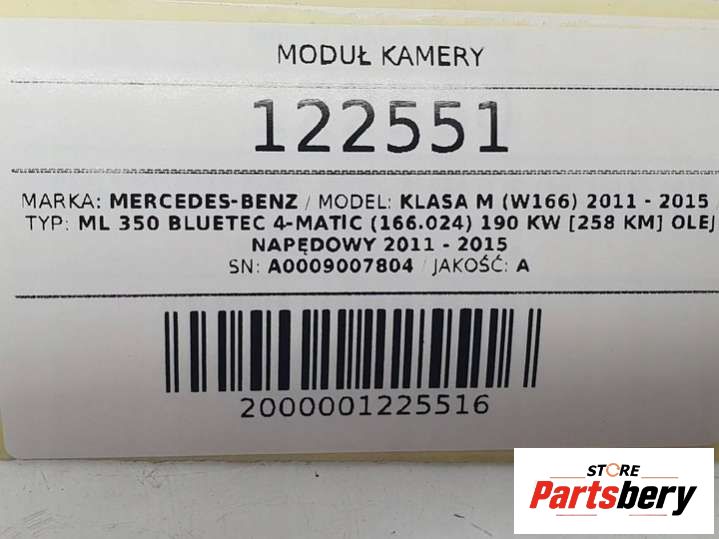 MODUŁ KAMERY
122551
MARKA: MERCEDES-BENZ / MODEL: KLASA M (W166) 2011 - 2015 /
TYP: ML 350 BLUETEC 4-MATIC (166.024) 190 KW [258 KM] OLEJ
NAPĘDOWY 2011 - 2015
SN: A0009007804 / JAKOŚĆ: A
2000001225516
STORE
Partsbery